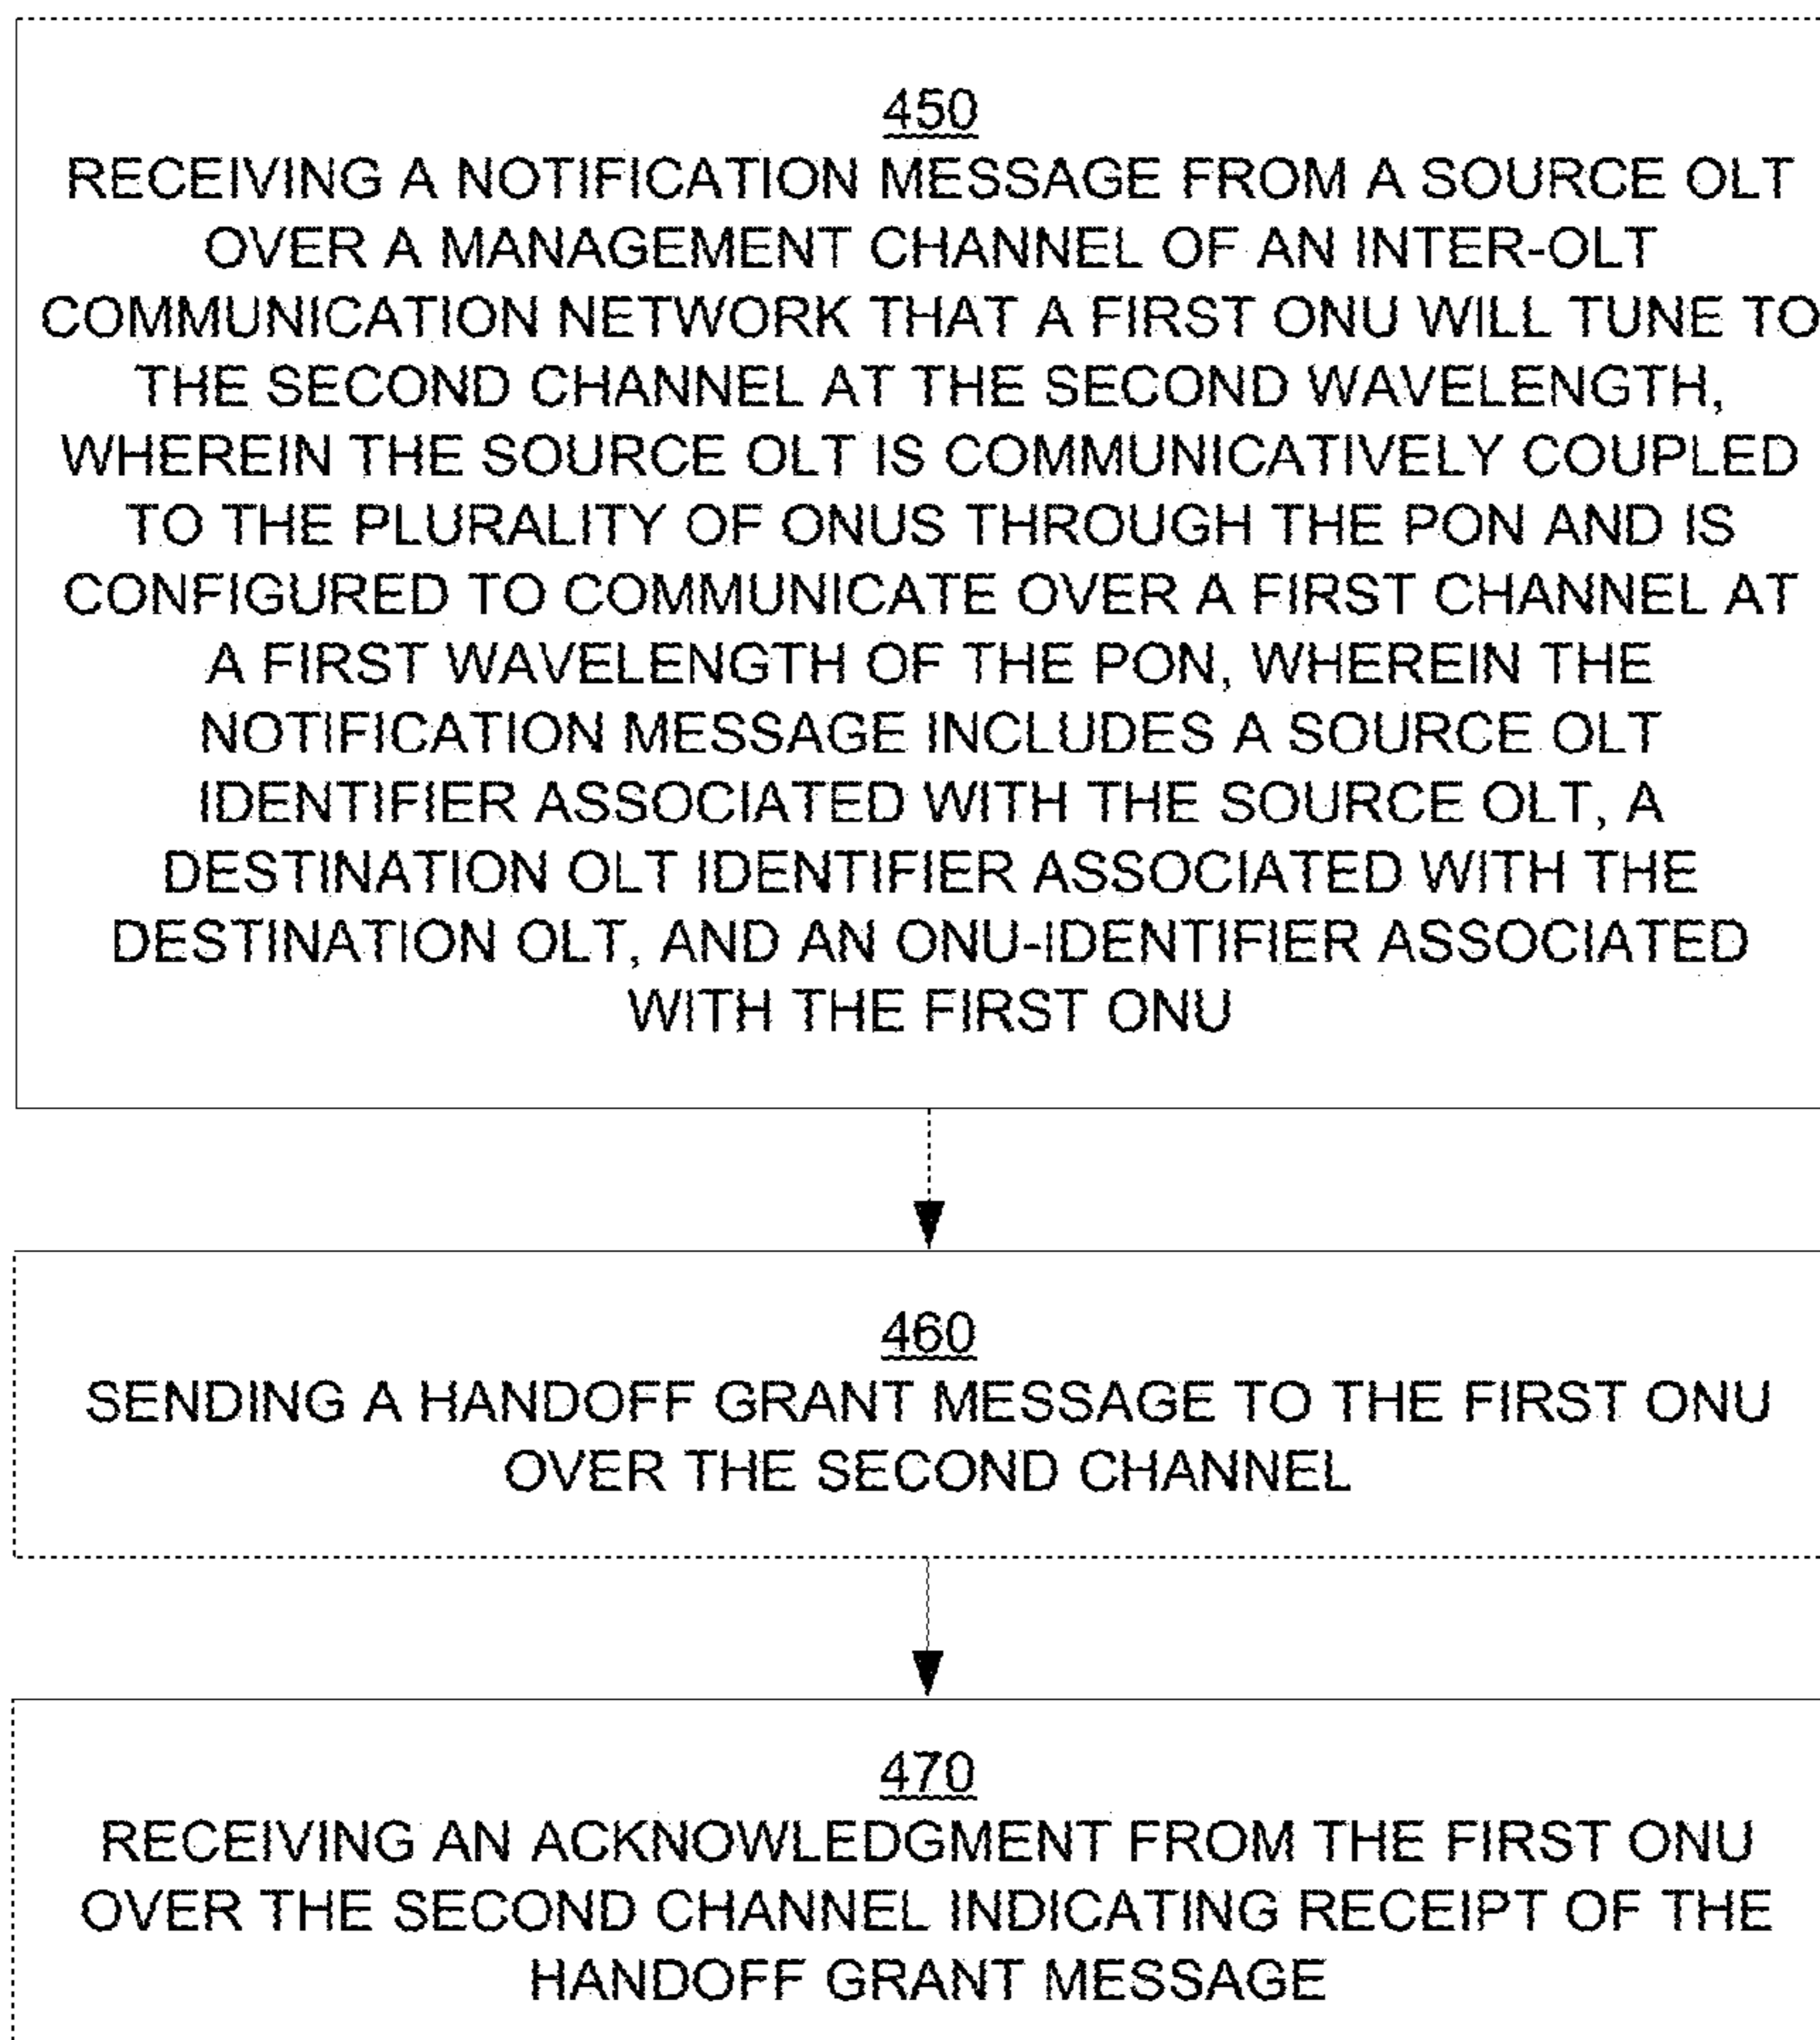 450
RECEIVING A NOTIFICATION MESSAGE FROM A SOURCE OLT
OVER A MANAGEMENT CHANNEL OF AN INTER-OLT
COMMUNICATION NETWORK THAT A FIRST ONU WILL TUNE TO
THE SECOND CHANNEL AT THE SECOND WAVELENGTH,
WHEREIN THE SOURCE OLT IS COMMUNICATIVELY COUPLED
TO THE PLURALITY OF ONUS THROUGH THE PON AND IS
CONFIGURED TO COMMUNICATE OVER A FIRST CHANNEL AT
A FIRST WAVELENGTH OF THE PON, WHEREIN THE
NOTIFICATION MESSAGE INCLUDES A SOURCE OLT
IDENTIFIER ASSOCIATED WITH THE SOURCE OLT, A
DESTINATION OLT IDENTIFIER ASSOCIATED WITH THE
DESTINATION OLT, AND AN ONU-IDENTIFIER ASSOCIATED
WITH THE FIRST ONU
460
SENDING A HANDOFF GRANT MESSAGE TO THE FIRST ONU
OVER THE SECOND CHANNEL
470
RECEIVING AN ACKNOWLEDGMENT FROM THE FIRST ONU
OVER THE SECOND CHANNEL INDICATING RECEIPT OF THE
HANDOFF GRANT MESSAGE